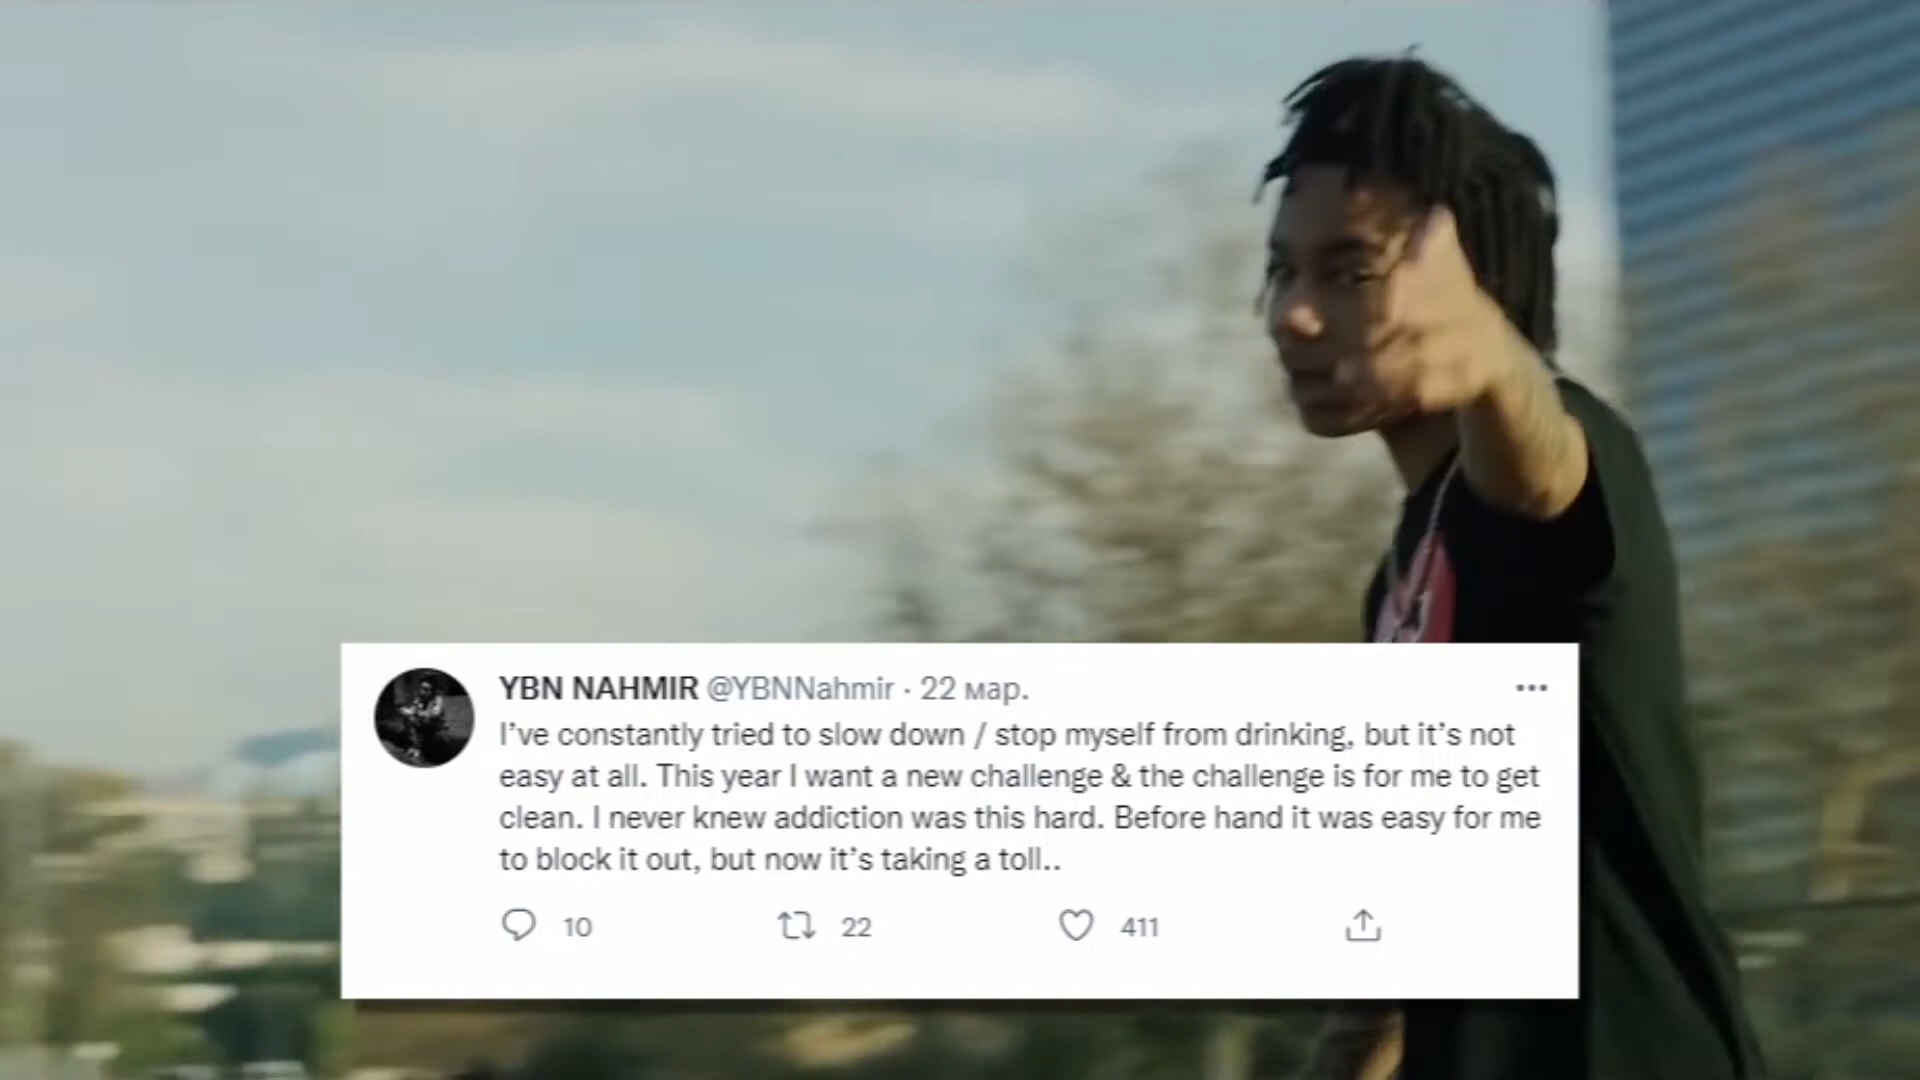 YBN NAHMIR @YBNNahmir · 22 мар.
I’ve constantly tried to slow down / stop myself from drinking, but it’s not
easy at all. This year I want a new challenge & the challenge is for me to get
clean. I never knew addiction was this hard. Before hand it was easy for me
to block it out, but now it’s taking a toll..
10 22 411